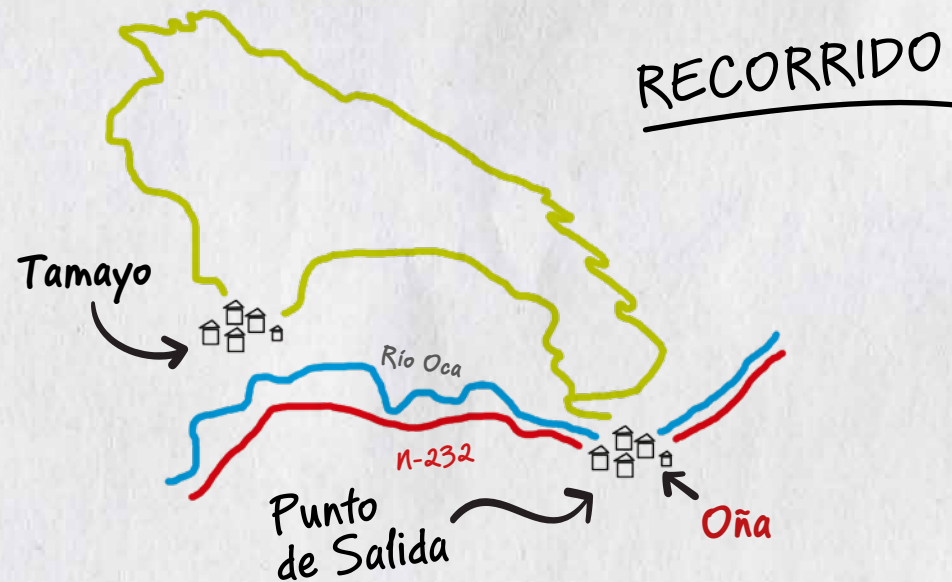 RECORRIDO
Tamayo
Río Oca
n-232
Punto
de Salida
Oña